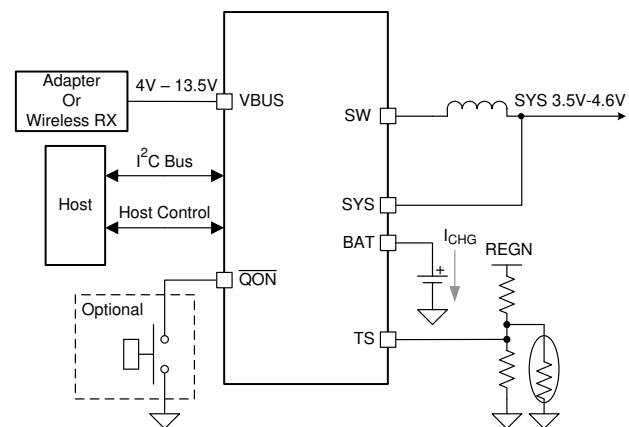 Adapter
Or
Wireless RX
4V – 13.5V
VBUS
SW
SYS 3.5V-4.6V
I²C Bus
Host
Host Control
SYS
BAT
I_CHG
+
REGN
QON
Optional
TS